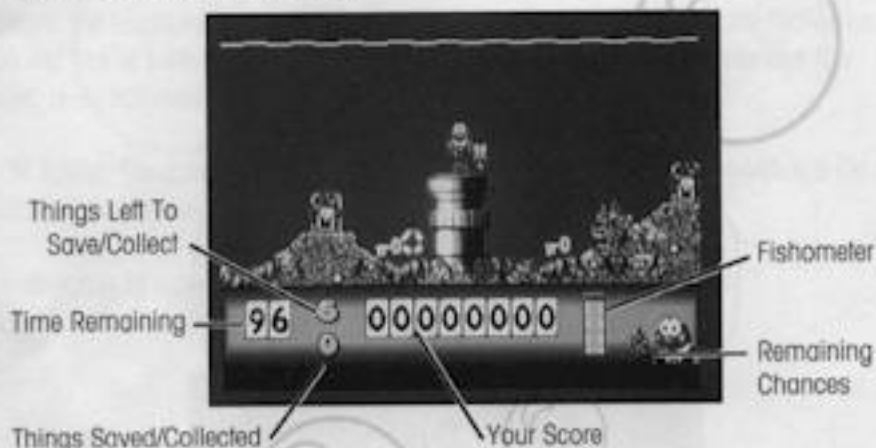 Things Left To
Save/Collect
Time Remaining
96
00000000
Things Saved/Collected
Your Score
Fishometer
Remaining
Chances